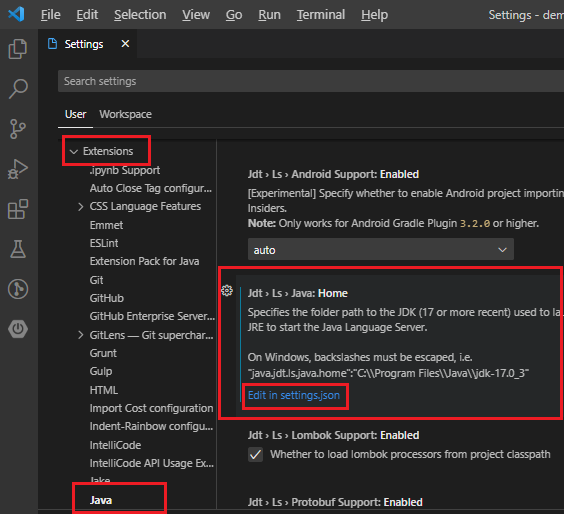 File Edit Selection View Go Run Terminal Help Settings - dem
Settings
Search settings
User Workspace
Extensions
.ipynb Support
Auto Close Tag configur...
CSS Language Features
Emmet
ESLint
Extension Pack for Java
Git
GitHub
GitHub Enterprise Server...
GitLens — Git superchar...
Grunt
Gulp
HTML
Import Cost configuration
Indent-Rainbow configu...
IntelliCode
IntelliCode API Usage Ex...
Jake
Java
Jdt › Ls › Android Support: Enabled
[Experimental] Specify whether to enable Android project importin
Insiders.
Note: Only works for Android Gradle Plugin 3.2.0 or higher.
auto
Jdt › Ls › Java: Home
Specifies the folder path to the JDK (17 or more recent) used to la
JRE to start the Java Language Server.
On Windows, backslashes must be escaped, i.e.
"java.jdt.ls.java.home":"C:\\Program Files\\Java\\jdk-17.0_3"
Edit in settings.json
Jdt › Ls › Lombok Support: Enabled
Whether to load lombok processors from project classpath
Jdt › Ls › Protobuf Support: Enabled